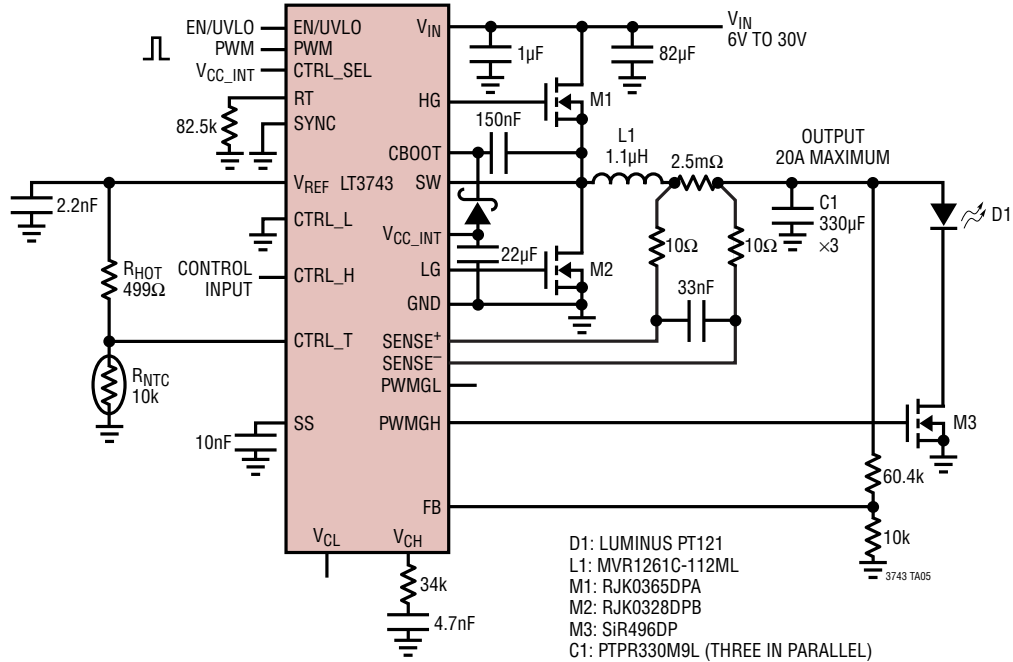 EN/UVLO
PWM
VCC_INT
82.5k
2.2nF
RHOT
499Ω
CONTROL
INPUT
RNTC
10k
10nF
EN/UVLO
PWM
CTRL_SEL
RT
SYNC
VREF
LT3743
CTRL_L
CTRL_H
CTRL_T
SS
VCL
VCH
VIN
HG
CBOOT
SW
VCC_INT
LG
GND
SENSE+
SENSE–
PWMGL
PWMGH
FB
34k
4.7nF
VIN
6V TO 30V
1µF
82µF
M1
150nF
L1
1.1µH
2.5mΩ
OUTPUT
20A MAXIMUM
C1
330µF
×3
D1
22µF
M2
10Ω
10Ω
33nF
M3
60.4k
10k
3743 TA05
D1: LUMINUS PT121
L1: MVR1261C-112ML
M1: RJK0365DPA
M2: RJK0328DPB
M3: SiR496DP
C1: PTPR330M9L (THREE IN PARALLEL)